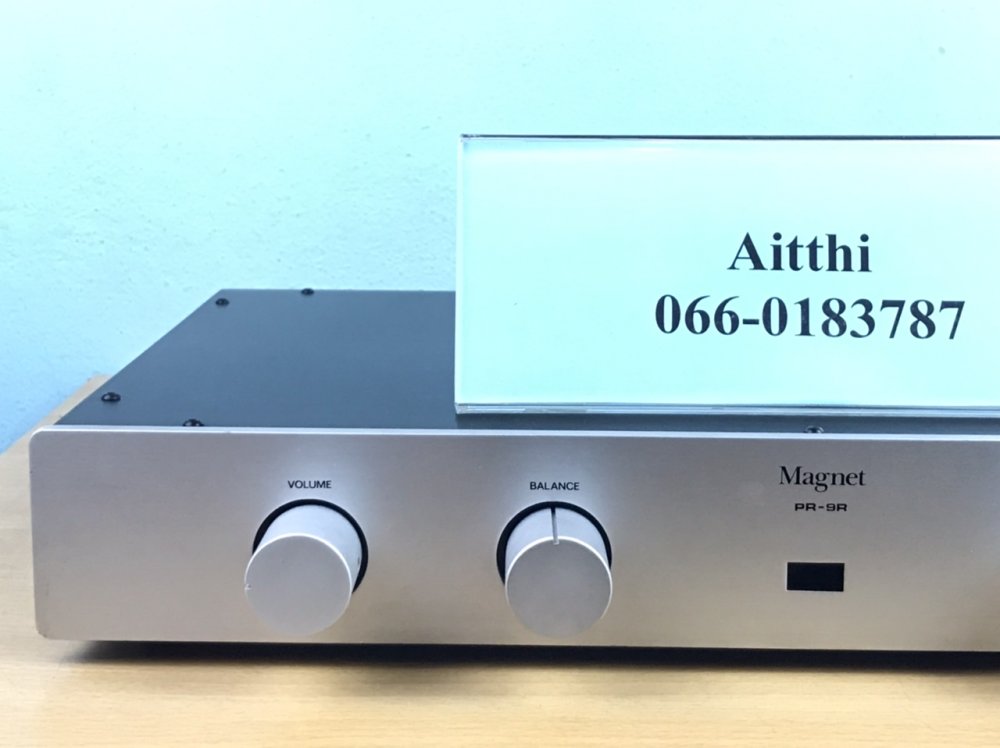 Aitthi
066-0183787
VOLUME
BALANCE
Magnet
PR-9R